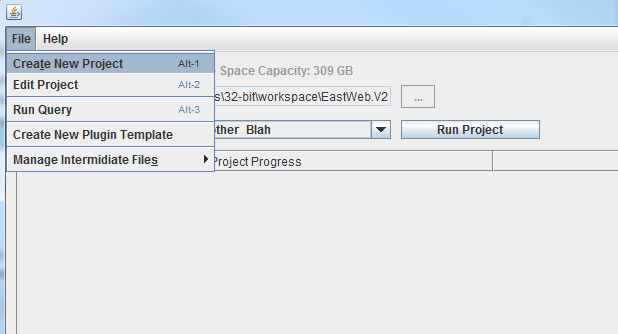 File Help
Create New Project Alt-1
Space Capacity: 309 GB
Edit Project Alt-2
s\32-bit\workspace\EastWeb.V2 ...
Run Query Alt-3
Create New Plugin Template
other Blah Run Project
Manage Intermidiate Files
Project Progress